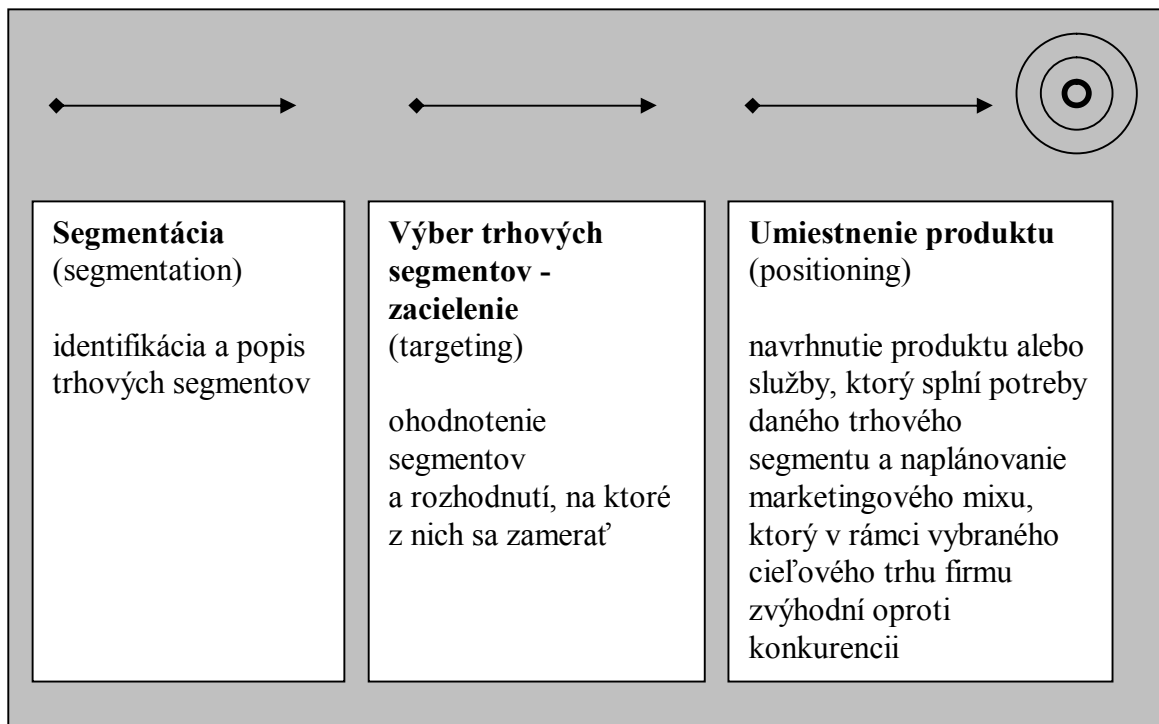 Segmentácia
(segmentation)
identifikácia a popis
trhových segmentov
Výber trhových
segmentov -
zacielenie
(targeting)
ohodnotenie
segmentov
a rozhodnutí, na ktoré
z nich sa zamerať
Umiestnenie produktu
(positioning)
navrhnutie produktu alebo
služby, ktorý splní potreby
daného trhového
segmentu a naplánovanie
marketingového mixu,
ktorý v rámci vybraného
cieľového trhu firmu
zvýhodní oproti
konkurencii